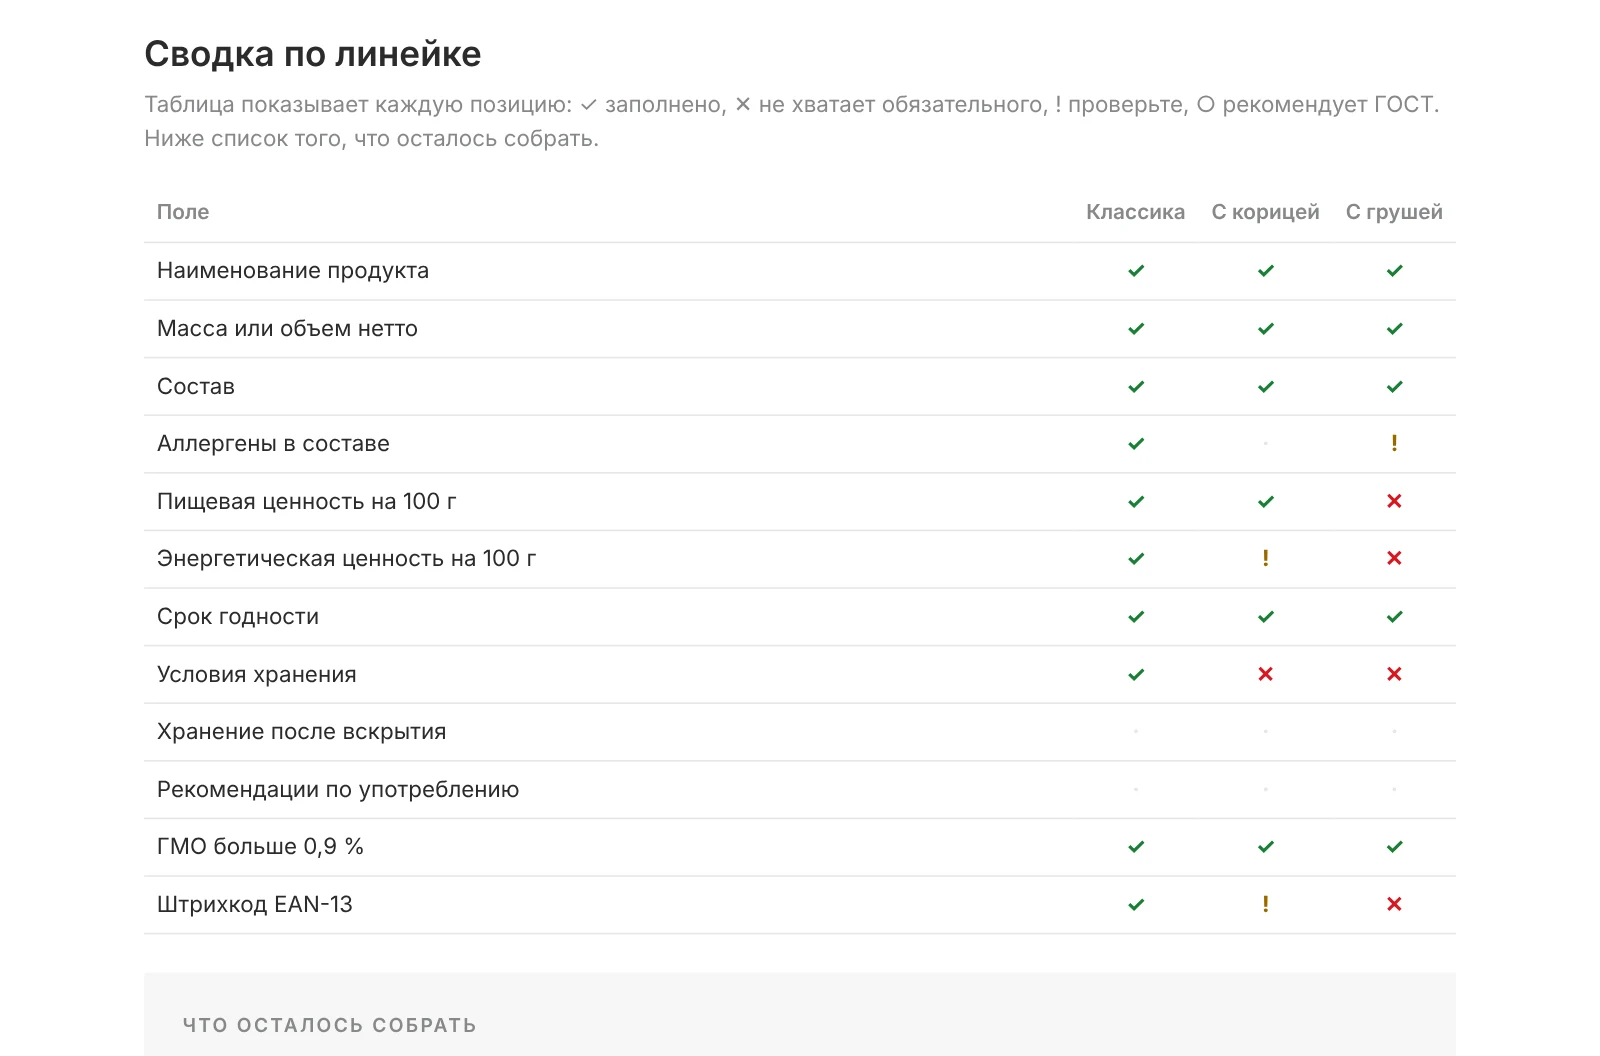 Сводка по линейке
Таблица показывает каждую позицию: ✓ заполнено, ✕ не хватает обязательного, ! проверьте, ○ рекомендует ГОСТ.
Ниже список того, что осталось собрать.
Поле Классика С корицей С грушей
Наименование продукта ✓ ✓ ✓
Масса или объем нетто ✓ ✓ ✓
Состав ✓ ✓ ✓
Аллергены в составе ✓ · !
Пищевая ценность на 100 г ✓ ✓ ✕
Энергетическая ценность на 100 г ✓ ! ✕
Срок годности ✓ ✓ ✓
Условия хранения ✓ ✕ ✕
Хранение после вскрытия · · ·
Рекомендации по употреблению · · ·
ГМО больше 0,9 % ✓ ✓ ✓
Штрихкод EAN-13 ✓ ! ✕
ЧТО ОСТАЛОСЬ СОБРАТЬ